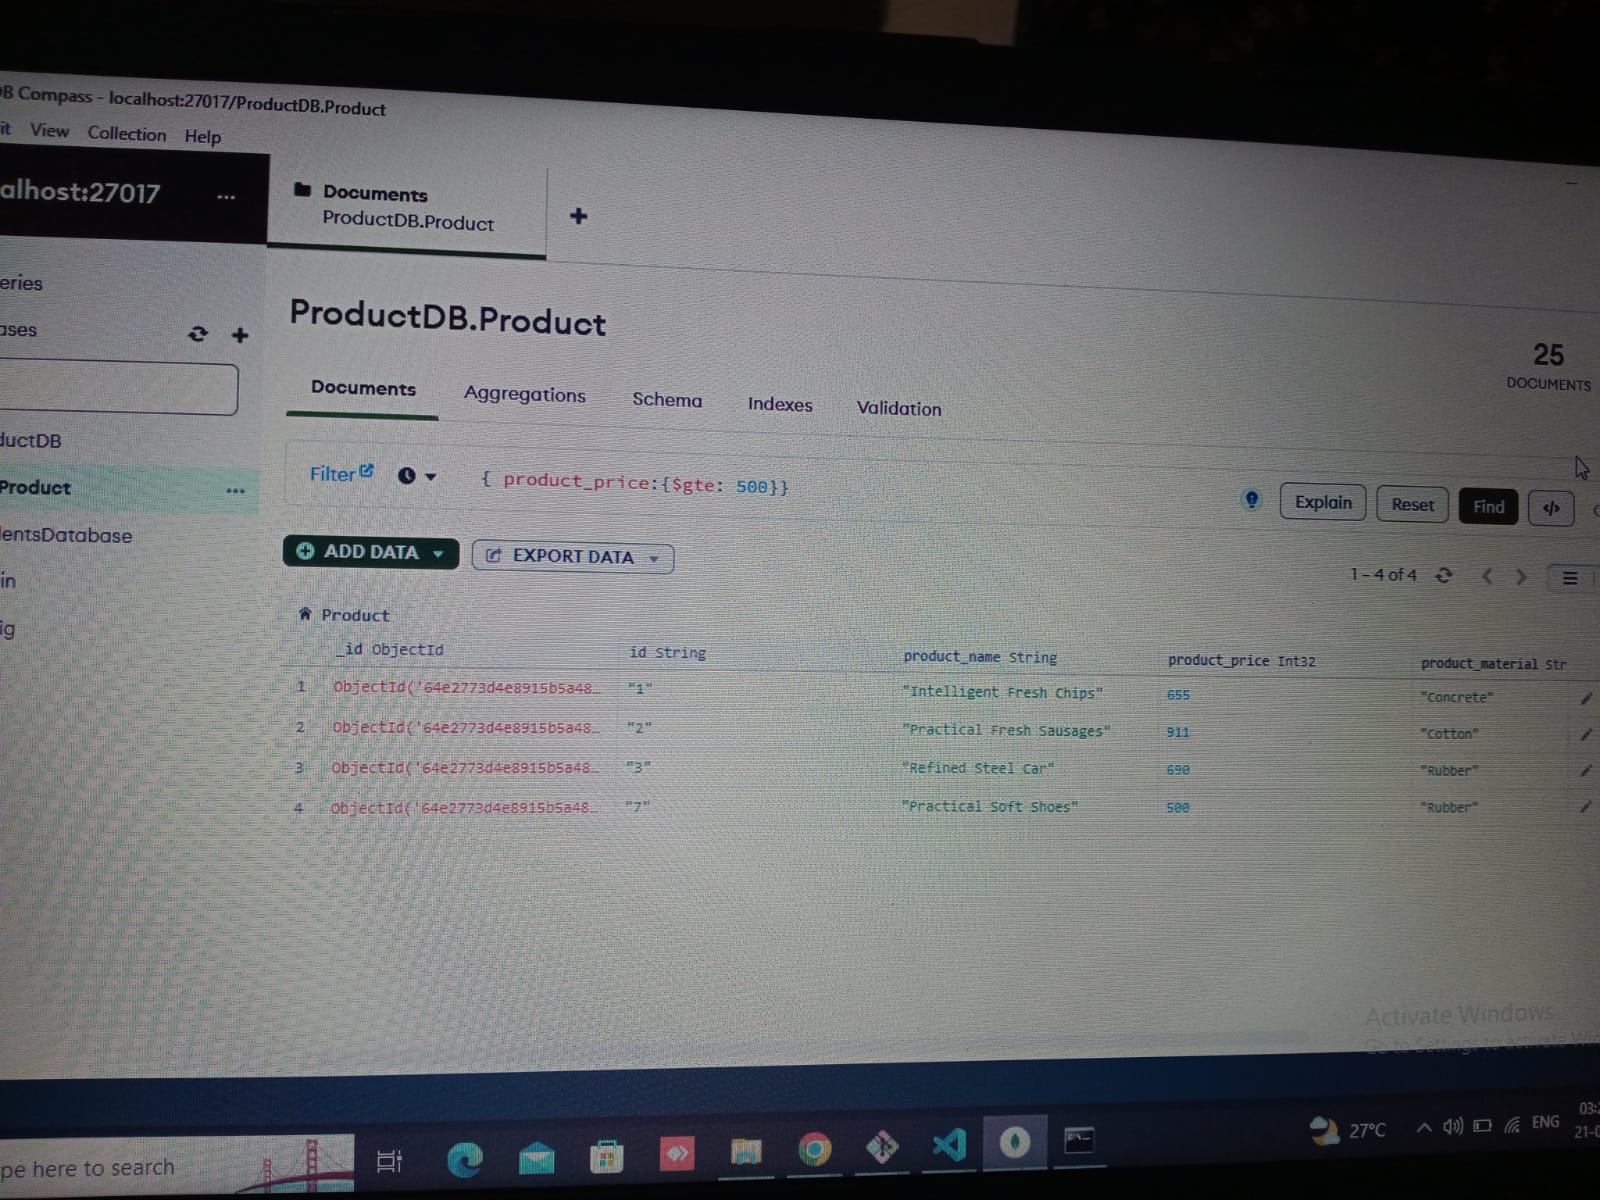 DB Compass - localhost:27017/ProductDB.Product
it View Collection Help
alhost:27017 ...
Documents
ProductDB.Product
eries
ases
ProductDB.Product
25
DOCUMENTS
Documents Aggregations Schema Indexes Validation
ductDB
Product ...
entsDatabase
in
ig
Filter { product_price:{$gte: 500}} Explain Reset Find </>
ADD DATA EXPORT DATA 1 – 4 of 4
Product
_id ObjectId id String product_name String product_price Int32 product_material Str
1 ObjectId('64e2773d4e8915b5a48… "1" "Intelligent Fresh Chips" 655 "Concrete"
2 ObjectId('64e2773d4e8915b5a48… "2" "Practical Fresh Sausages" 911 "Cotton"
3 ObjectId('64e2773d4e8915b5a48… "3" "Refined Steel Car" 690 "Rubber"
4 ObjectId('64e2773d4e8915b5a48… "7" "Practical Soft Shoes" 500 "Rubber"
Activate Windows
Go to Settings to activate Wi
pe here to search
27°C ENG
03:
21-0